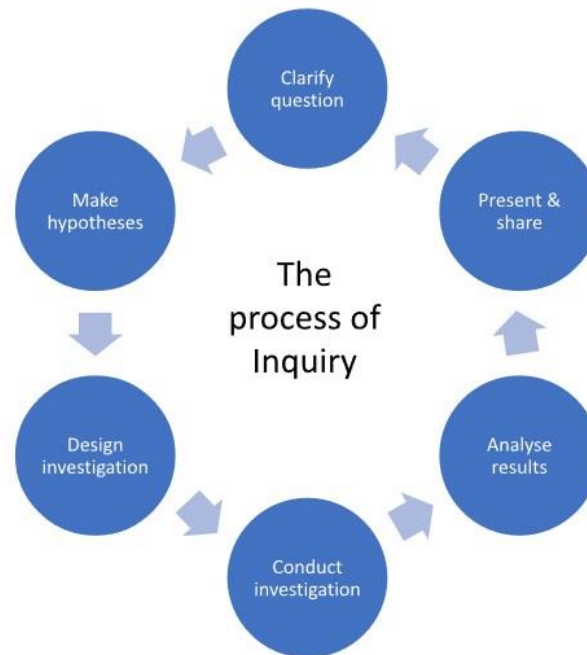 Clarify
question
Make
hypotheses
Design
investigation
Conduct
investigation
Analyse
results
Present &
share
The
process of
Inquiry